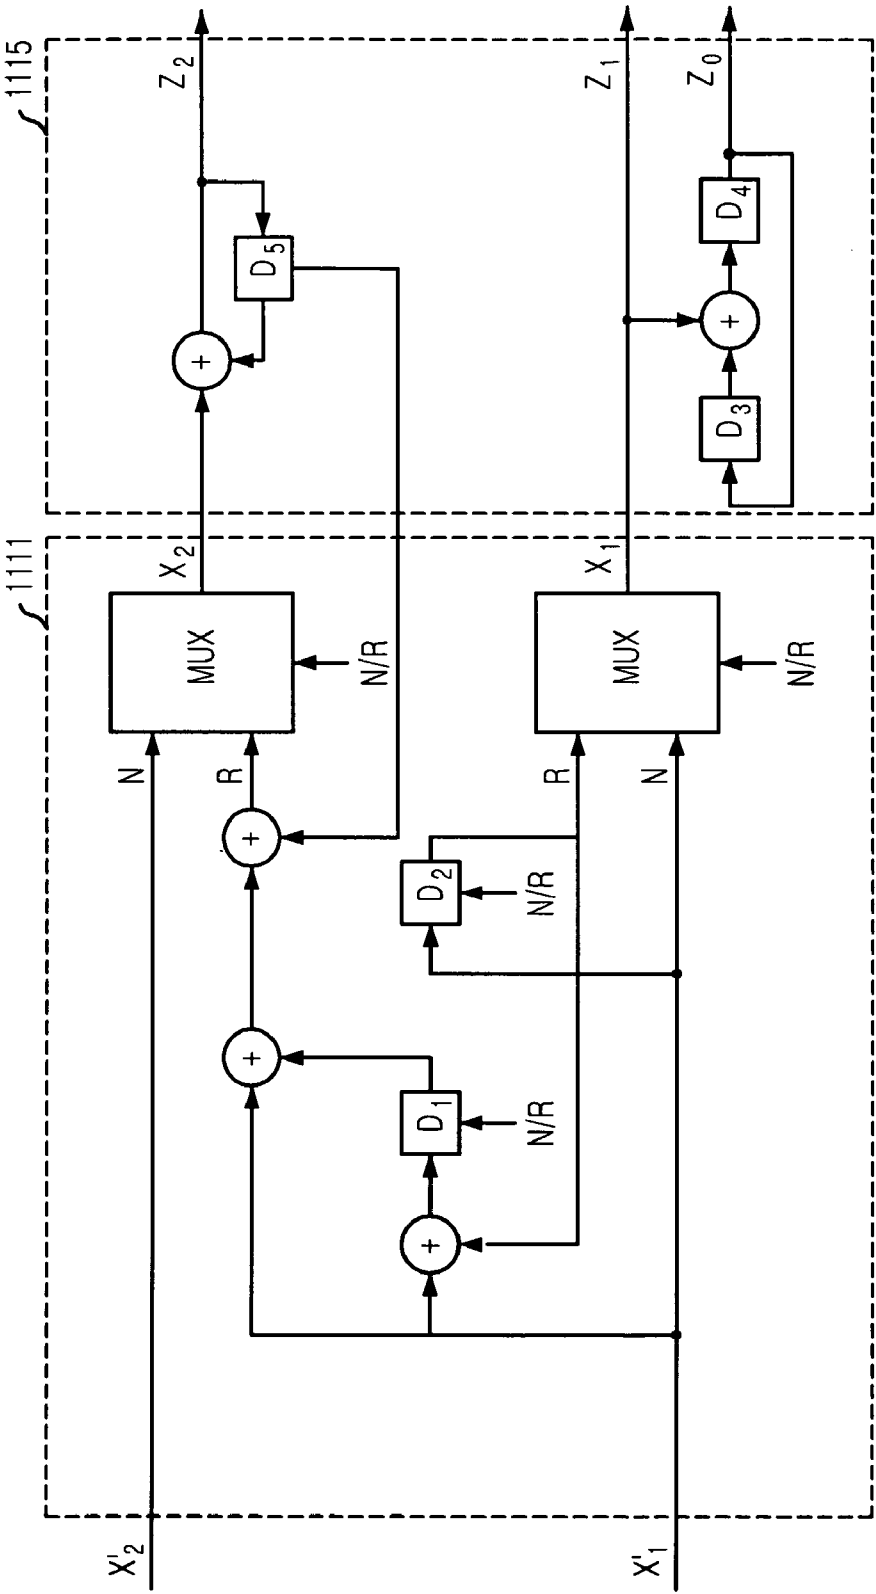 1111
1115
X'2
N
MUX
X2
Z2
R
N/R
+
+
+
D5
D1
N/R
D2
N/R
+
+
R
MUX
X1
Z1
N
N/R
X'1
D3
+
D4
Z0